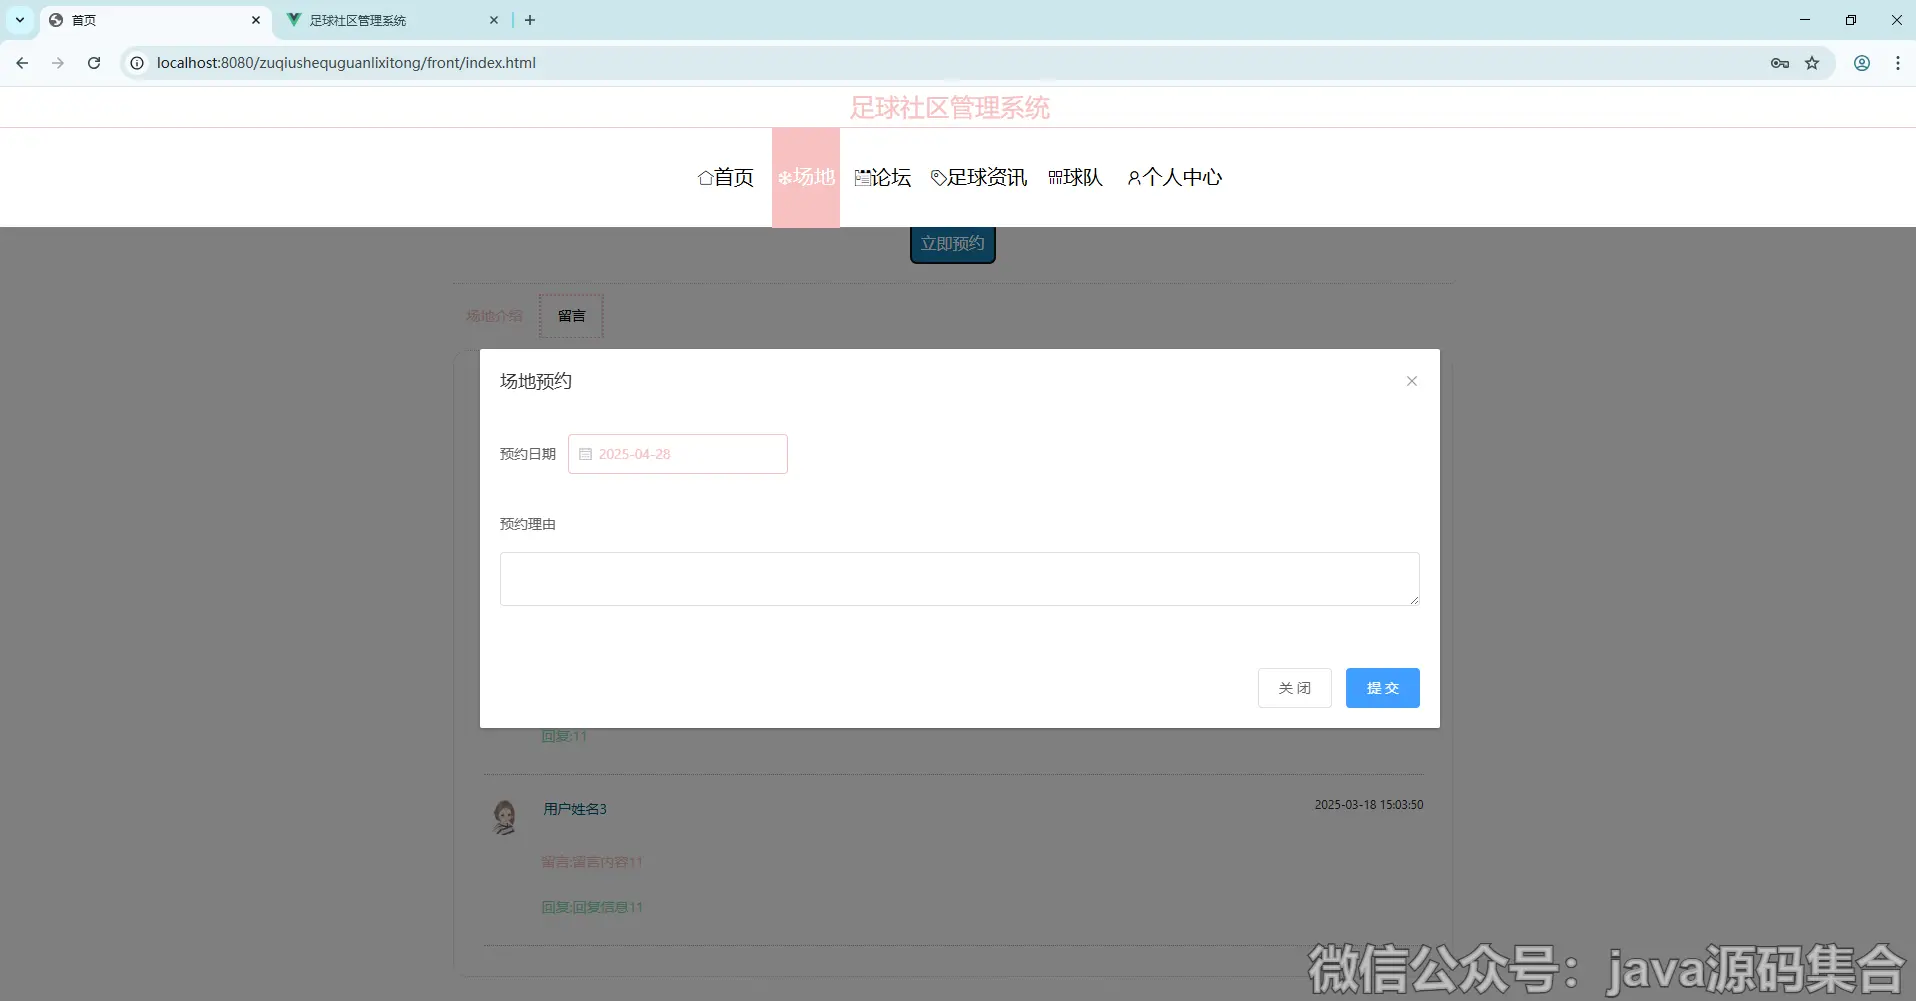 首页
足球社区管理系统
localhost:8080/zuqiushequguanlixitong/front/index.html
足球社区管理系统
首页 场地 论坛 足球资讯 球队 个人中心
立即预约
场地介绍 留言
场地预约
预约日期 2025-04-28
预约理由
关 闭 提 交
回复:11
用户姓名3 2025-03-18 15:03:50
留言:留言内容11
回复:回复信息11
微信公众号：java源码集合